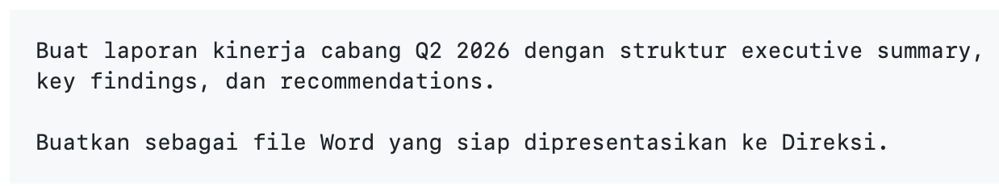 Buat laporan kinerja cabang Q2 2026 dengan struktur executive summary,
key findings, dan recommendations.
Buatkan sebagai file Word yang siap dipresentasikan ke Direksi.